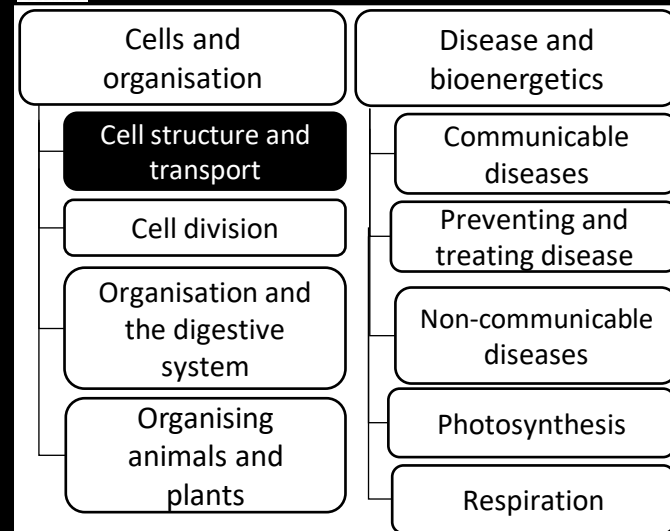 Cells and
organisation
Cell structure and
transport
Cell division
Organisation and
the digestive
system
Organising
animals and
plants
Disease and
bioenergetics
Communicable
diseases
Preventing and
treating disease
Non-communicable
diseases
Photosynthesis
Respiration